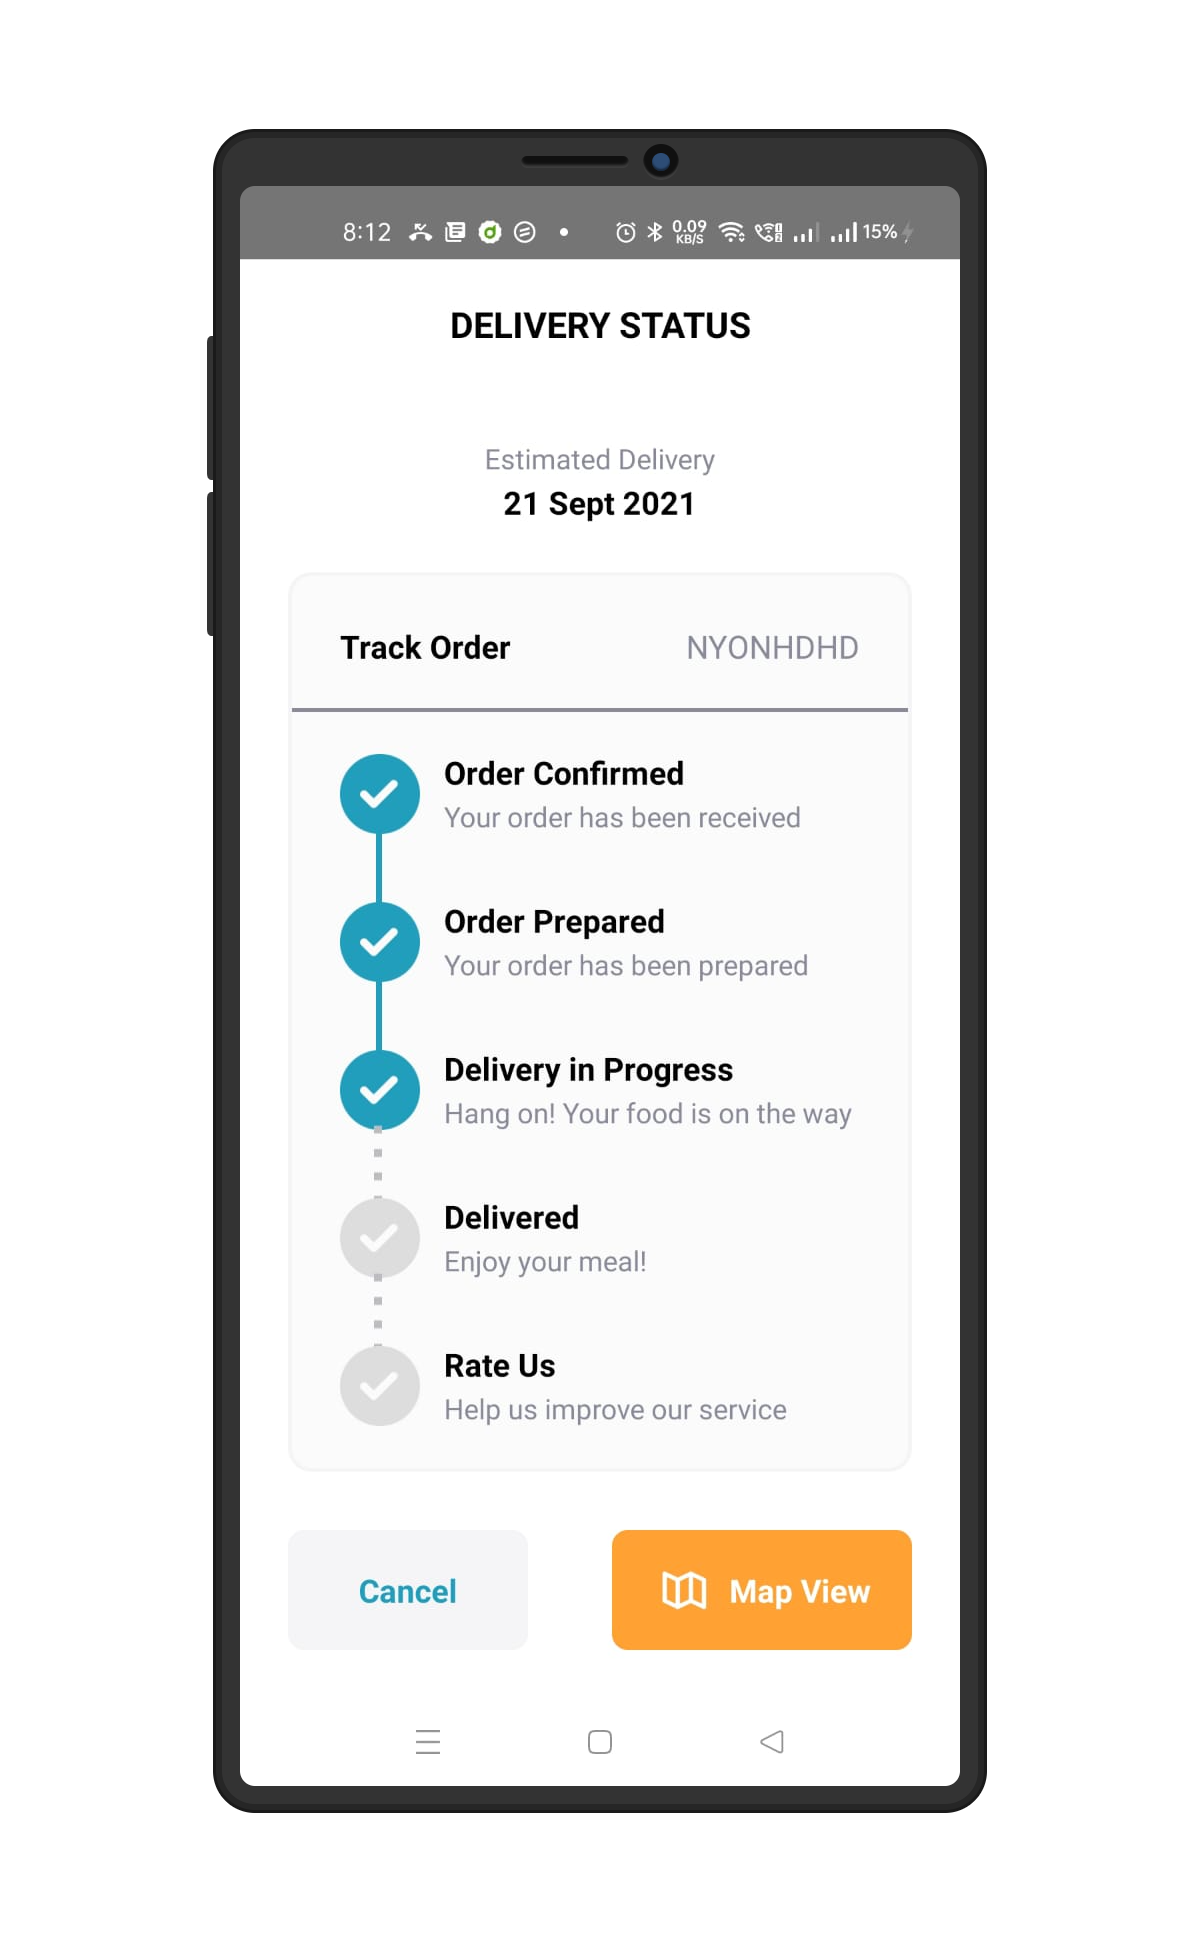 8:12 0.09 KB/S 15%
DELIVERY STATUS
Estimated Delivery
21 Sept 2021
Track Order NYONHDHD
Order Confirmed
Your order has been received
Order Prepared
Your order has been prepared
Delivery in Progress
Hang on! Your food is on the way
Delivered
Enjoy your meal!
Rate Us
Help us improve our service
Cancel Map View